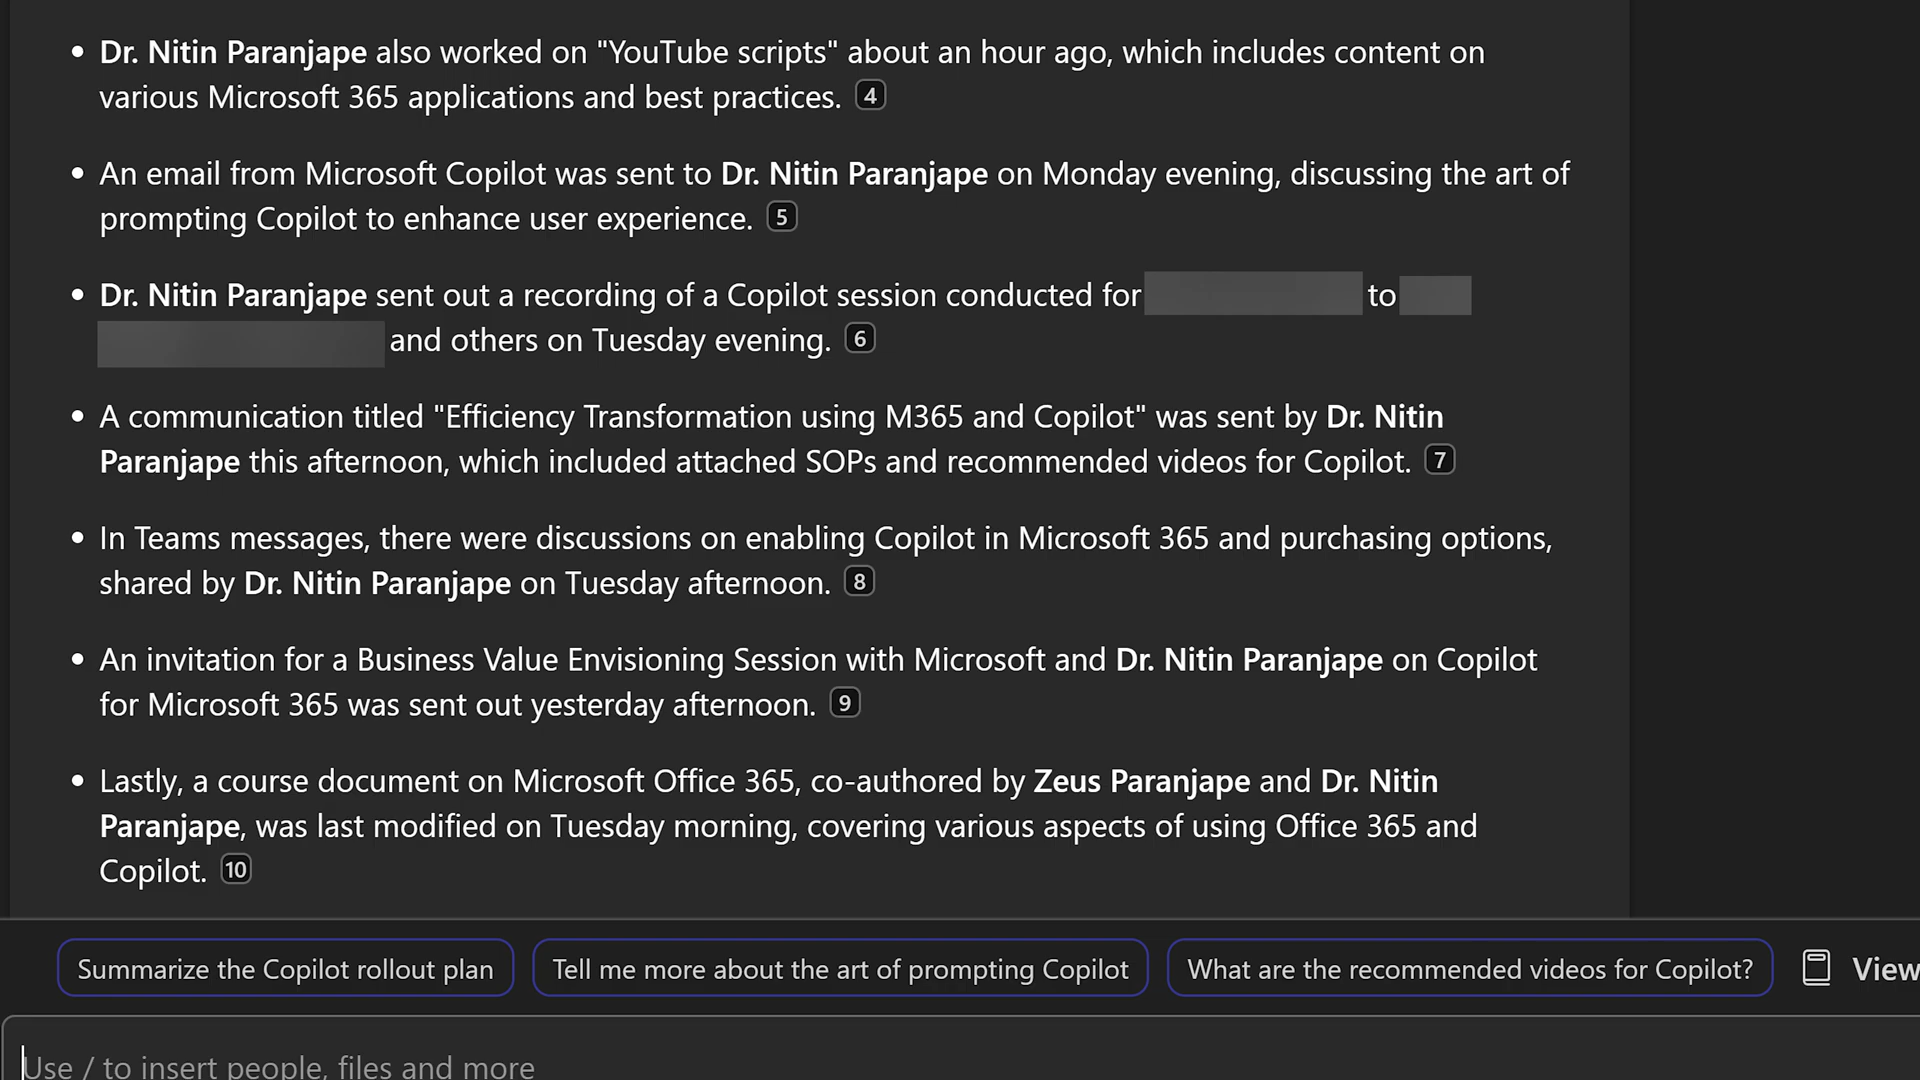 • Dr. Nitin Paranjape also worked on "YouTube scripts" about an hour ago, which includes content on
various Microsoft 365 applications and best practices. 4
• An email from Microsoft Copilot was sent to Dr. Nitin Paranjape on Monday evening, discussing the art of
prompting Copilot to enhance user experience. 5
• Dr. Nitin Paranjape sent out a recording of a Copilot session conducted for to
and others on Tuesday evening. 6
• A communication titled "Efficiency Transformation using M365 and Copilot" was sent by Dr. Nitin
Paranjape this afternoon, which included attached SOPs and recommended videos for Copilot. 7
• In Teams messages, there were discussions on enabling Copilot in Microsoft 365 and purchasing options,
shared by Dr. Nitin Paranjape on Tuesday afternoon. 8
• An invitation for a Business Value Envisioning Session with Microsoft and Dr. Nitin Paranjape on Copilot
for Microsoft 365 was sent out yesterday afternoon. 9
• Lastly, a course document on Microsoft Office 365, co-authored by Zeus Paranjape and Dr. Nitin
Paranjape, was last modified on Tuesday morning, covering various aspects of using Office 365 and
Copilot. 10
Summarize the Copilot rollout plan Tell me more about the art of prompting Copilot What are the recommended videos for Copilot? View
Use / to insert people, files and more